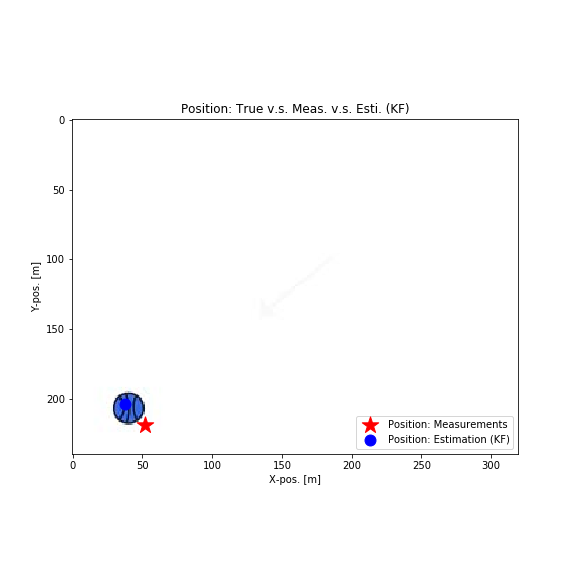 Position: True v.s. Meas. v.s. Esti. (KF)
0
50
100
150
200
Y-pos. [m]
Position: Measurements
Position: Estimation (KF)
0 50 100 150 200 250 300
X-pos. [m]